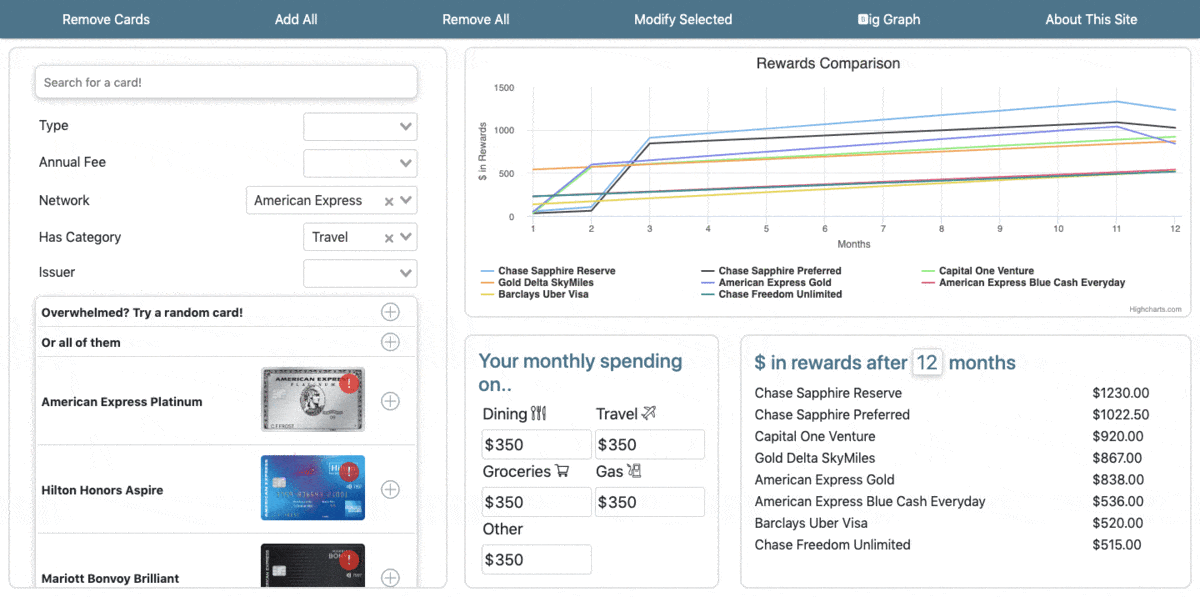 Remove Cards
Add All
Remove All
Modify Selected
Big Graph
About This Site
Search for a card!
Type
Annual Fee
Network
American Express
Has Category
Travel
Issuer
Overwhelmed? Try a random card!
Or all of them
American Express Platinum
Hilton Honors Aspire
Mariott Bonvoy Brilliant
Rewards Comparison
$ in Rewards
1500
1000
500
0
1 2 3 4 5 6 7 8 9 10 11 12
Months
Chase Sapphire Reserve
Chase Sapphire Preferred
Capital One Venture
Gold Delta SkyMiles
American Express Gold
American Express Blue Cash Everyday
Barclays Uber Visa
Chase Freedom Unlimited
Highcharts.com
Your monthly spending
on..
Dining
Travel
$350
$350
Groceries
Gas
$350
$350
Other
$350
$ in rewards after 12 months
Chase Sapphire Reserve $1230.00
Chase Sapphire Preferred $1022.50
Capital One Venture $920.00
Gold Delta SkyMiles $867.00
American Express Gold $838.00
American Express Blue Cash Everyday $536.00
Barclays Uber Visa $520.00
Chase Freedom Unlimited $515.00